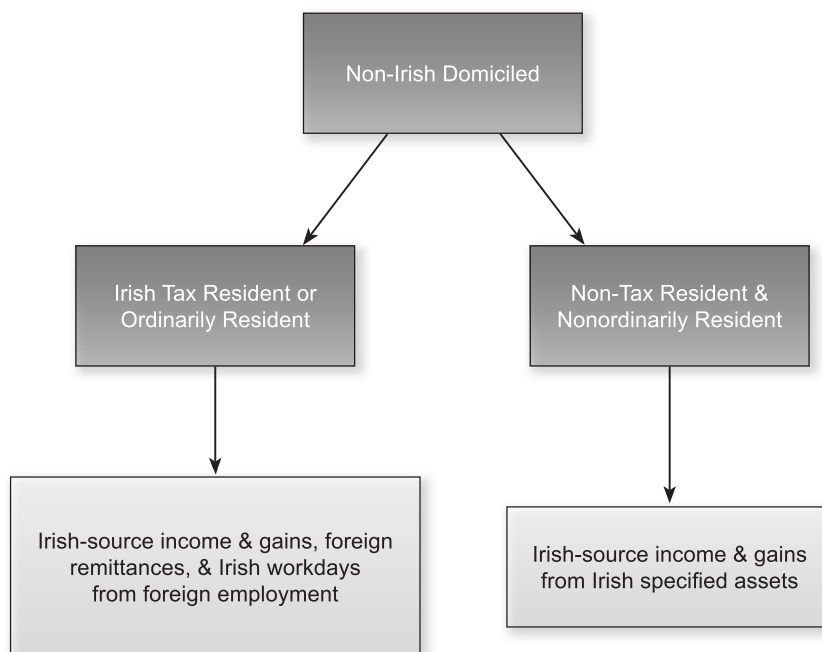 Non-Irish Domiciled
Irish Tax Resident or
Ordinarily Resident
Non-Tax Resident &
Nonordinarily Resident
Irish-source income & gains, foreign
remittances, & Irish workdays
from foreign employment
Irish-source income & gains
from Irish specified assets